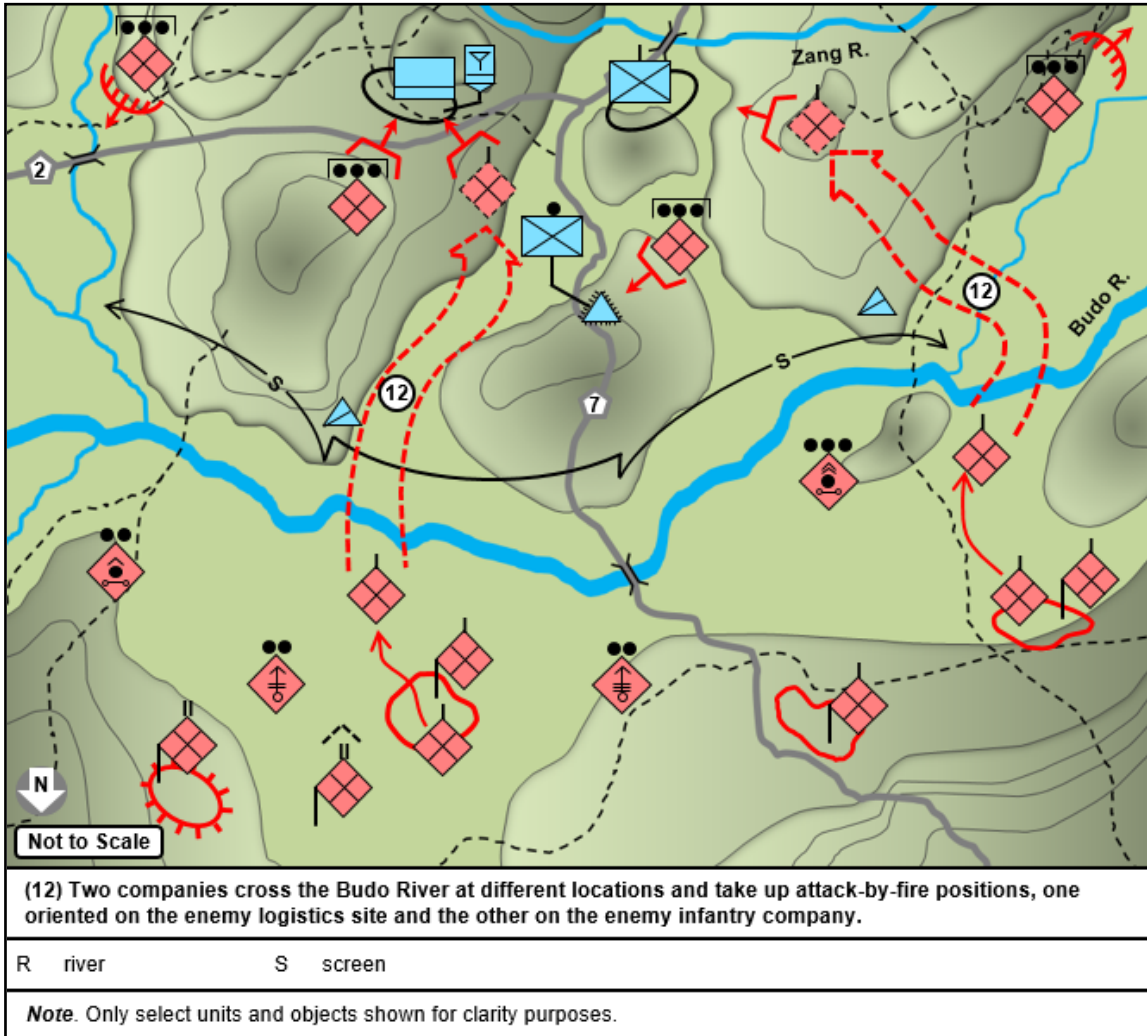 Zang R.
2
12
12
Budo R.
S
S
7
N
Not to Scale
(12) Two companies cross the Budo River at different locations and take up attack-by-fire positions, one
oriented on the enemy logistics site and the other on the enemy infantry company.
R river S screen
Note. Only select units and objects shown for clarity purposes.